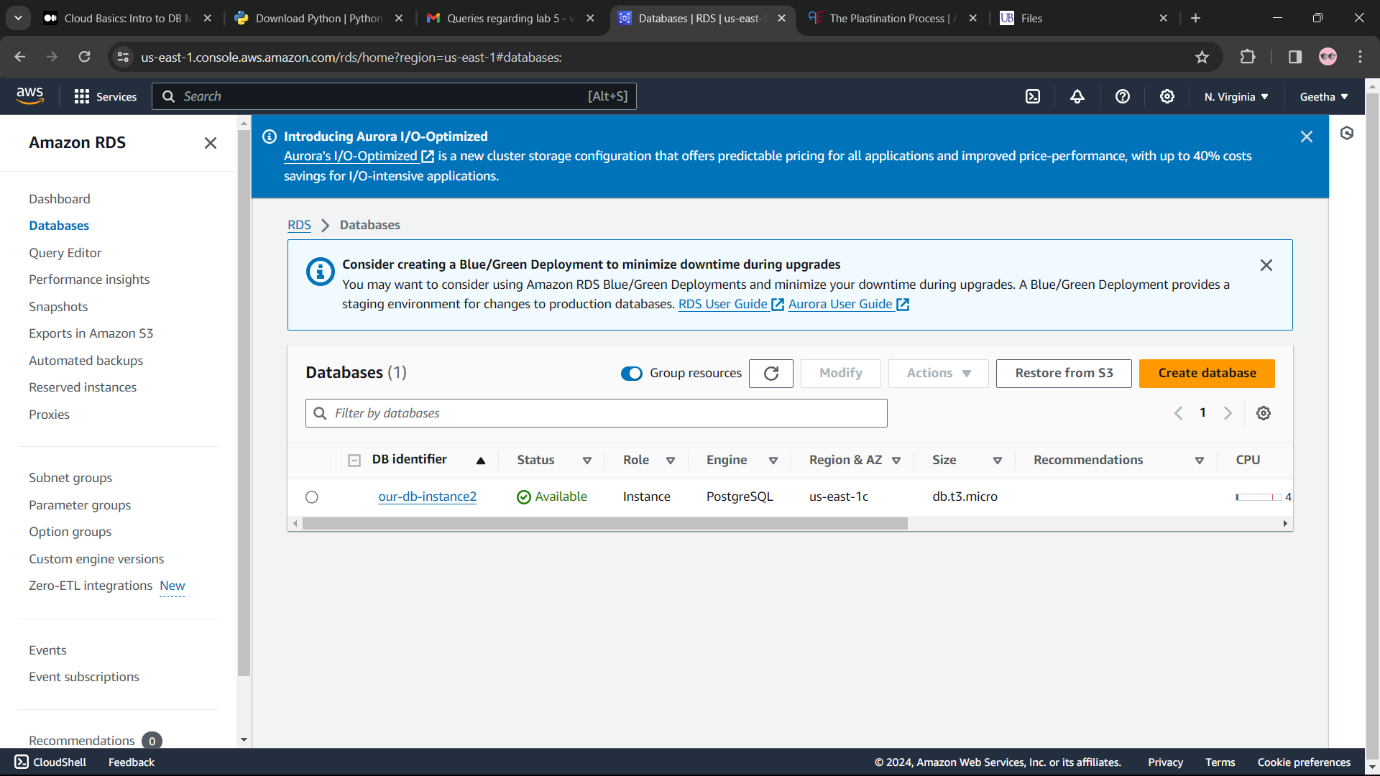 Cloud Basics: Intro to DB M
Download Python | Python
Queries regarding lab 5 - v
Databases | RDS | us-east-1
The Plastination Process | A
UB Files
us-east-1.console.aws.amazon.com/rds/home?region=us-east-1#databases:
aws
Services
Search
[Alt+S]
N. Virginia
Geetha
Amazon RDS
Dashboard
Databases
Query Editor
Performance insights
Snapshots
Exports in Amazon S3
Automated backups
Reserved instances
Proxies
Subnet groups
Parameter groups
Option groups
Custom engine versions
Zero-ETL integrations New
Events
Event subscriptions
Recommendations 0
Introducing Aurora I/O-Optimized
Aurora's I/O-Optimized is a new cluster storage configuration that offers predictable pricing for all applications and improved price-performance, with up to 40% costs
savings for I/O-intensive applications.
RDS > Databases
Consider creating a Blue/Green Deployment to minimize downtime during upgrades
You may want to consider using Amazon RDS Blue/Green Deployments and minimize your downtime during upgrades. A Blue/Green Deployment provides a
staging environment for changes to production databases. RDS User Guide Aurora User Guide
Databases (1)
Group resources
Modify
Actions
Restore from S3
Create database
Filter by databases
1
DB identifier Status Role Engine Region & AZ Size Recommendations CPU
our-db-instance2 Available Instance PostgreSQL us-east-1c db.t3.micro 4
CloudShell Feedback
© 2024, Amazon Web Services, Inc. or its affiliates. Privacy Terms Cookie preferences